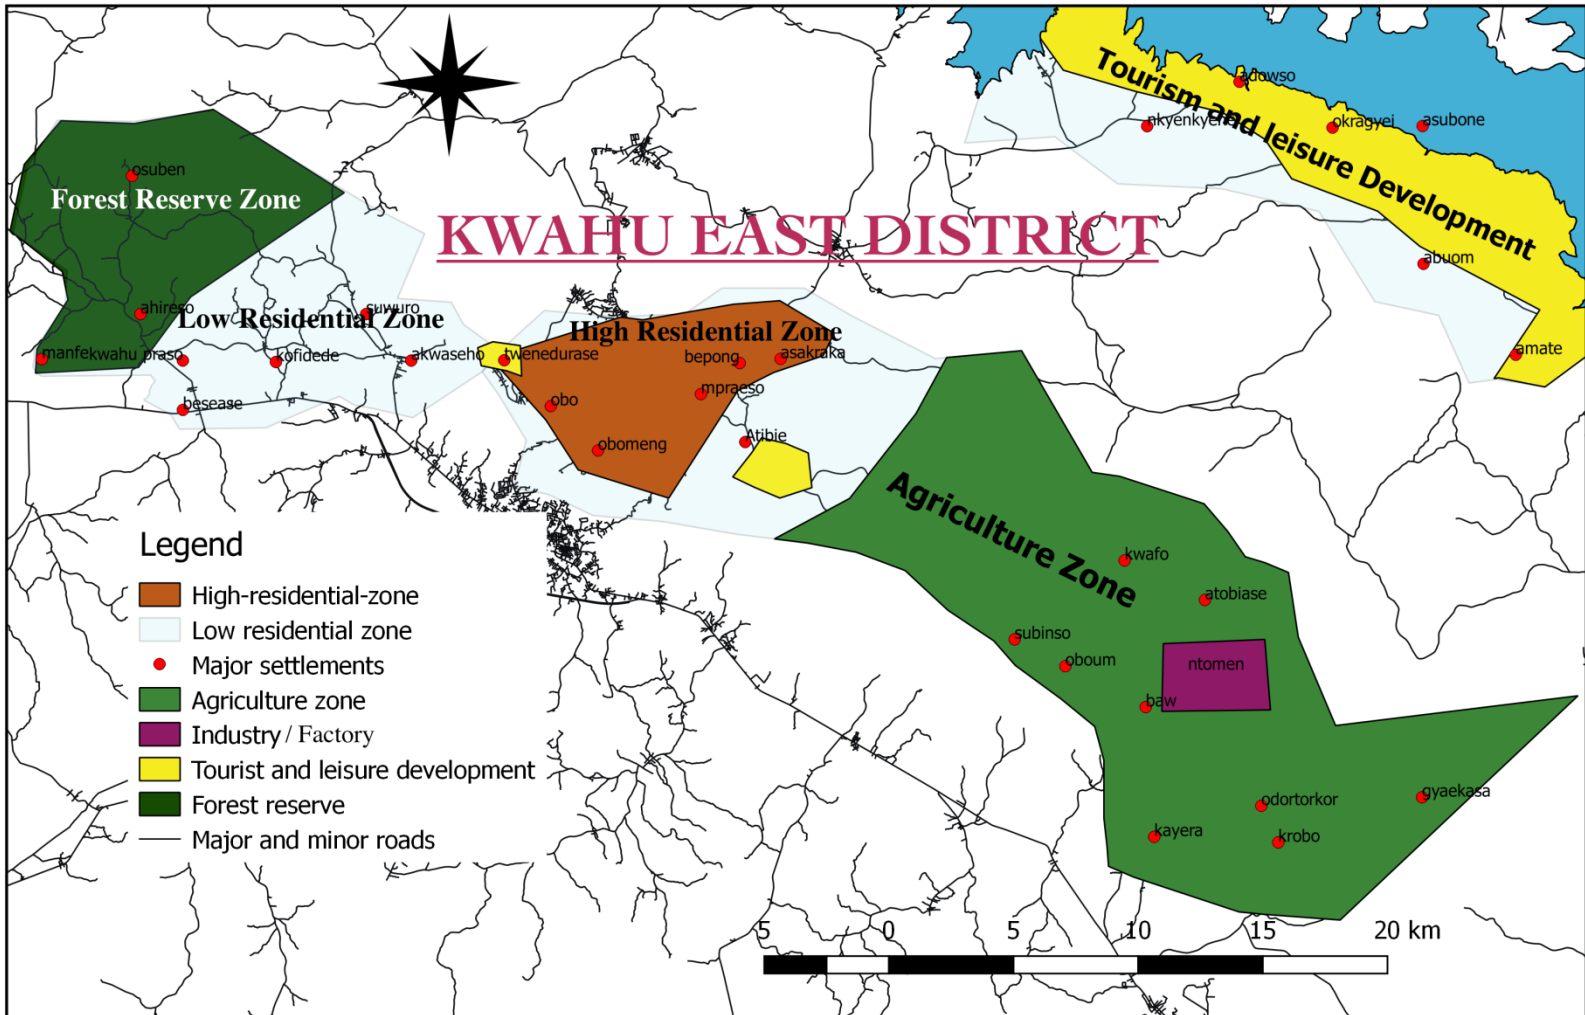 adowso
Tourism and leisure Development
nkyenkyene
okragyei
asubone
osuben
Forest Reserve Zone
KWAHU EAST DISTRICT
abuom
ahireso
suwuro
Low Residential Zone
High Residential Zone
manfekwahu praso
kofidede
akwaseho
twenedurase
bepong
asakraka
amate
mpraeso
obo
besease
Atibie
obomeng
Agriculture Zone
kwafo
atobiase
subinso
oboum
ntomen
baw
odortorkor
gyaekasa
kayera
krobo
Legend
High-residential-zone
Low residential zone
Major settlements
Agriculture zone
Industry / Factory
Tourist and leisure development
Forest reserve
Major and minor roads
5 0 5 10 15 20 km